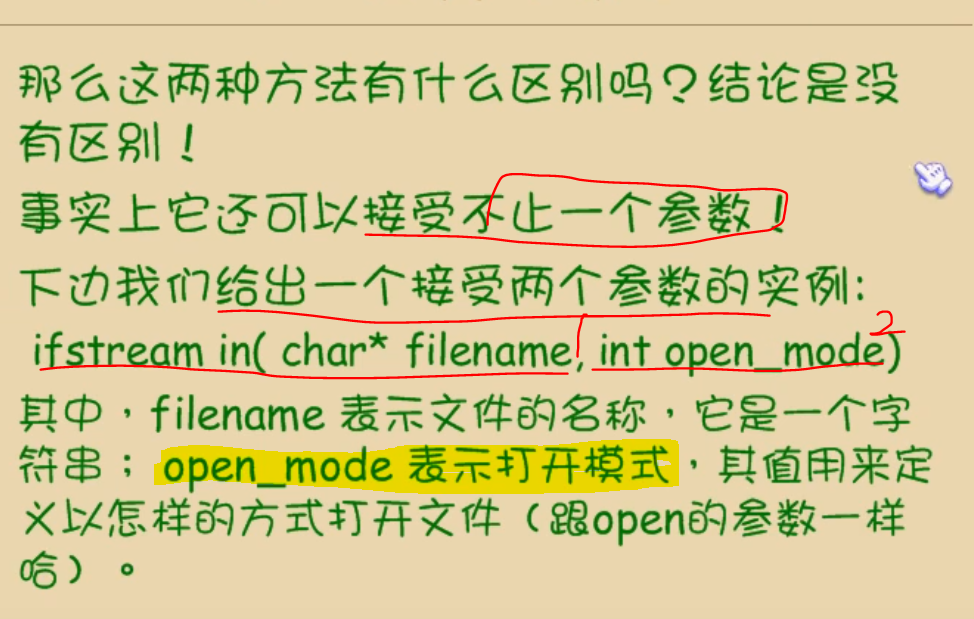 那么这两种方法有什么区别吗？结论是没
有区别！
事实上它还可以接受不止一个参数！
下边我们给出一个接受两个参数的实例:
ifstream in( char* filename, int open_mode)
2
其中，filename 表示文件的名称，它是一个字
符串；open_mode 表示打开模式，其值用来定
义以怎样的方式打开文件（跟open的参数一样
哈）。